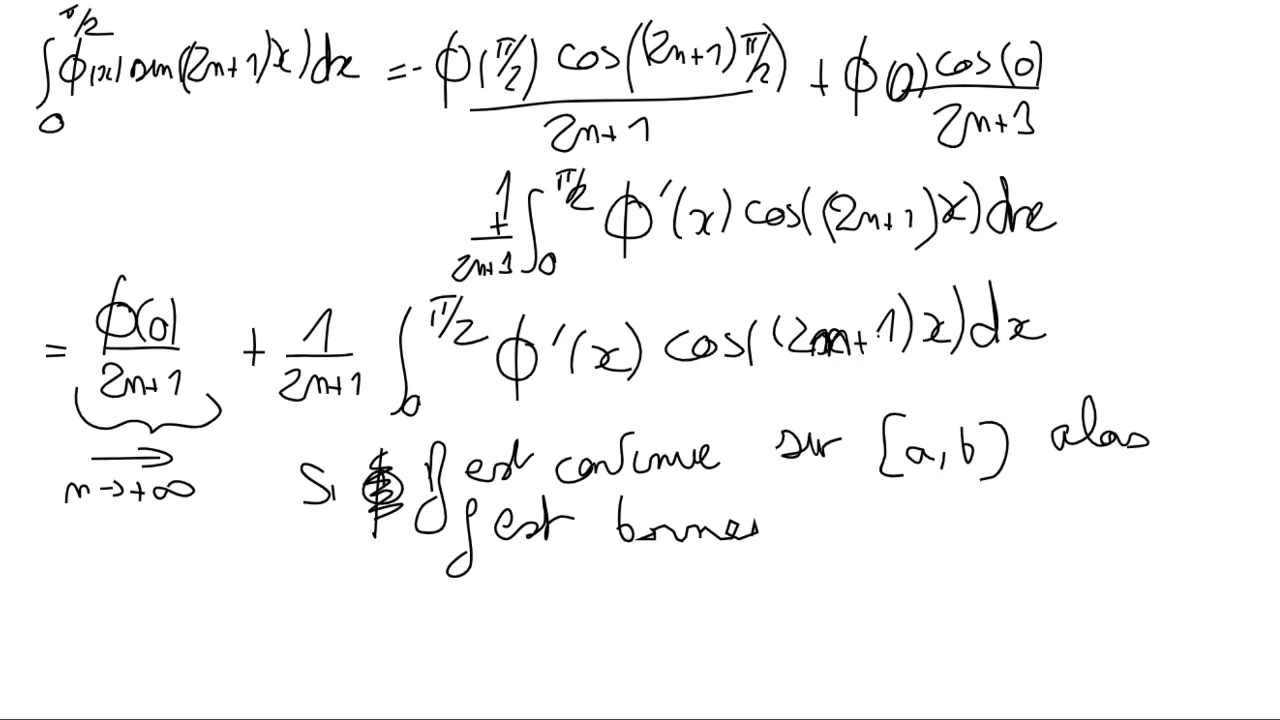 ∫₀^{π/2} ϕ(x) sin((2n+1)x) dx = - ϕ(π/2) cos((2n+1)π/2) / (2n+1) + ϕ(0) cos(0) / (2n+1)
+ 1/(2n+1) ∫₀^{π/2} ϕ'(x) cos((2n+1)x) dx
= ϕ(0)/(2n+1) + 1/(2n+1) ∫₀^{π/2} ϕ'(x) cos((2n+1)x) dx
⟶ n→+∞
Si f est continue sur [a,b] alors
f est bornée